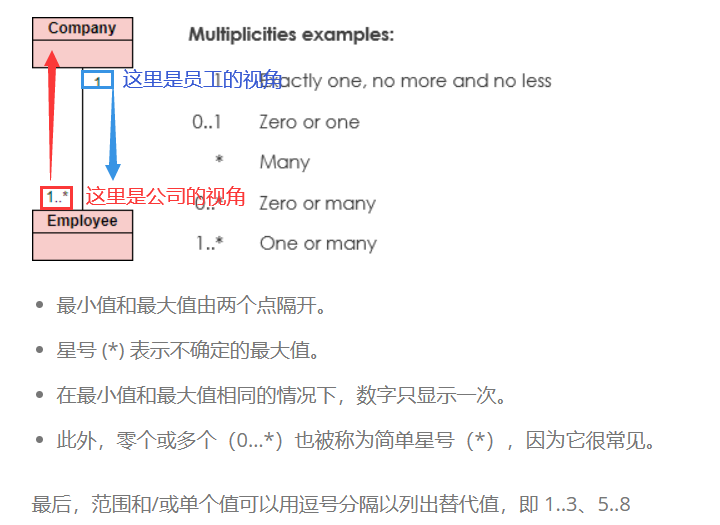 Company
Multiplicities examples:
1 这里是员工的视角
1 Exactly one, no more and no less
0..1 Zero or one
* Many
1..* 这里是公司的视角
0..* Zero or many
Employee
1..* One or many
• 最小值和最大值由两个点隔开。
• 星号 (*) 表示不确定的最大值。
• 在最小值和最大值相同的情况下，数字只显示一次。
• 此外，零个或多个（0...*）也被称为简单星号（*），因为它很常见。
最后，范围和/或单个值可以用逗号分隔以列出替代值，即 1..3、5..8